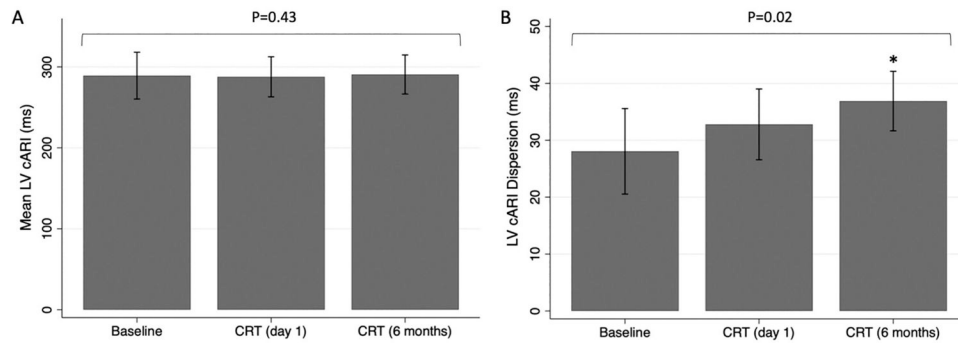 A
P=0.43
Mean LV cARI (ms)
300
200
100
0
Baseline
CRT (day 1)
CRT (6 months)
B
P=0.02
LV cARI Dispersion (ms)
50
40
30
20
10
0
*
Baseline
CRT (day 1)
CRT (6 months)